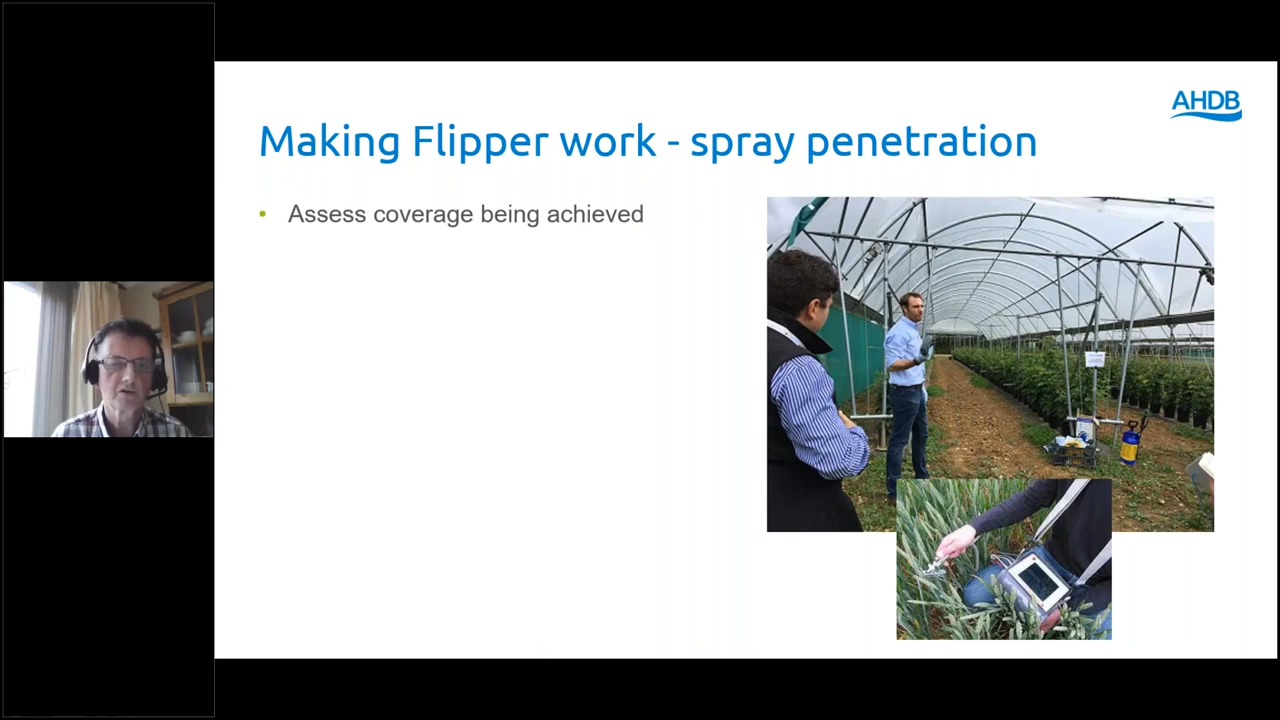 AHDB
Making Flipper work - spray penetration
• Assess coverage being achieved